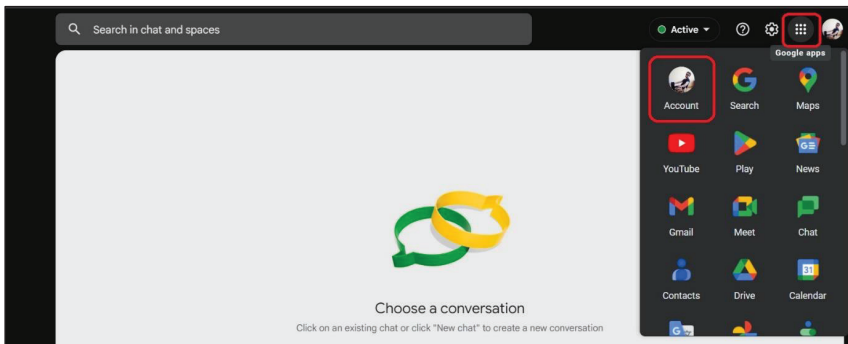 Search in chat and spaces
Active
Google apps
Account Search Maps
YouTube Play News
Gmail Meet Chat
31
Contacts Drive Calendar
Choose a conversation
Click on an existing chat or click "New chat" to create a new conversation